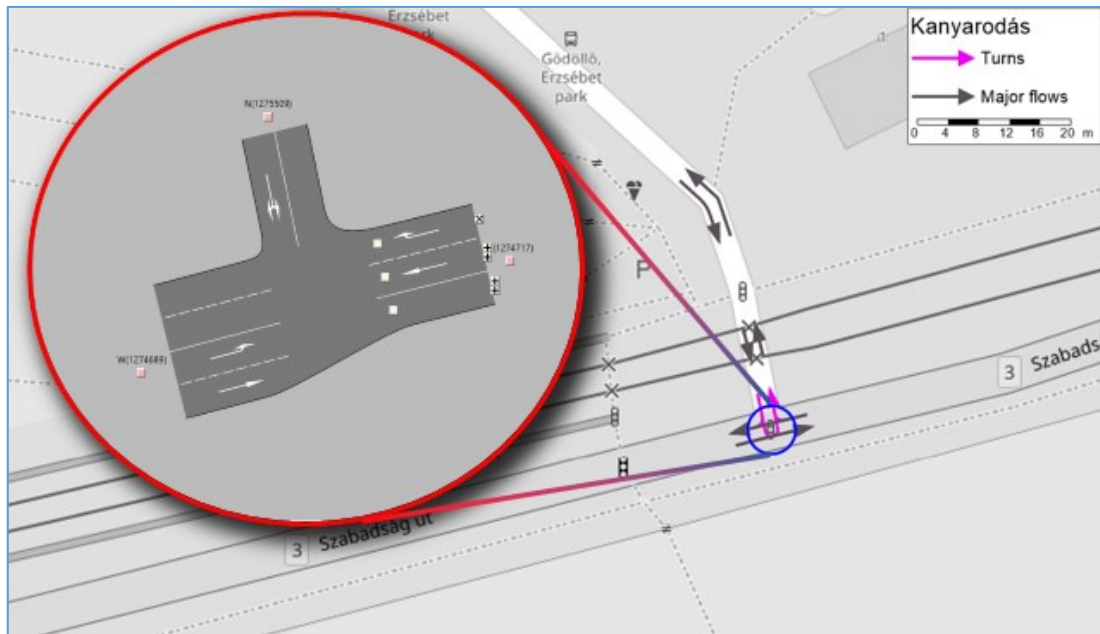 Erzsébet
park
Gödöllő,
Erzsébet
park
Kanyarodás
Turns
Major flows
0 4 8 12 16 20 m
N(1275509)
(1274717)
W(1274689)
P
3 Szabads
3 Szabadság út